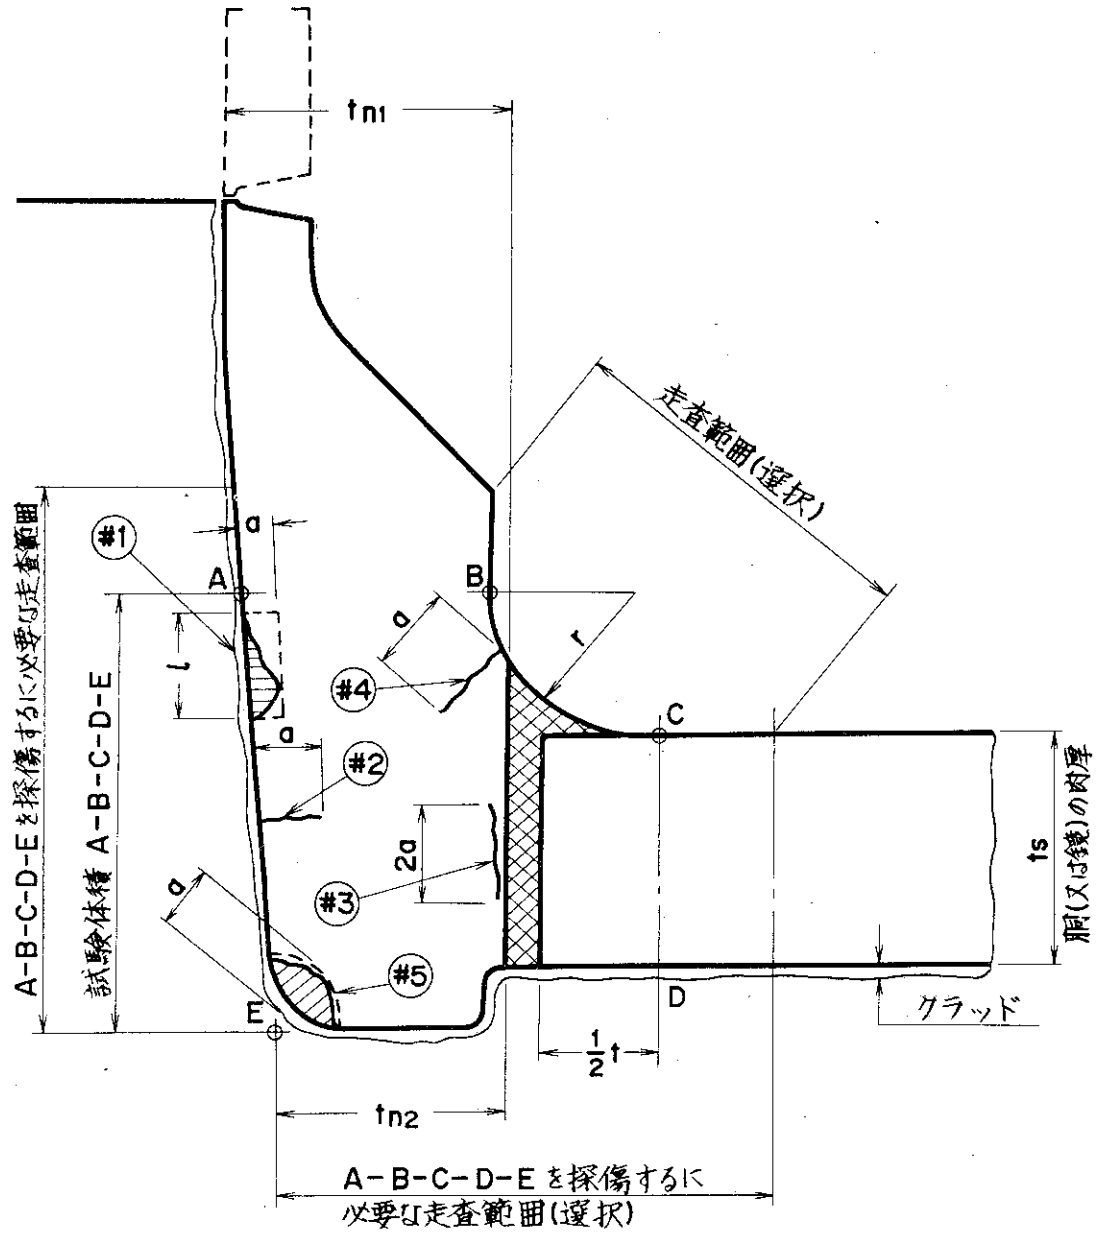 tn1
走査範囲(選択)
#1
a
A
B
a
r
l
#4
C
a
#2
A-B-C-D-Eを探傷するに必要な走査範囲
試験体積 A-B-C-D-E
2a
ts
胴(又は鏡)の肉厚
#3
a
#5
E
D
クラッド
1/2 t
tn2
A-B-C-D-Eを探傷するに
必要な走査範囲(選択)